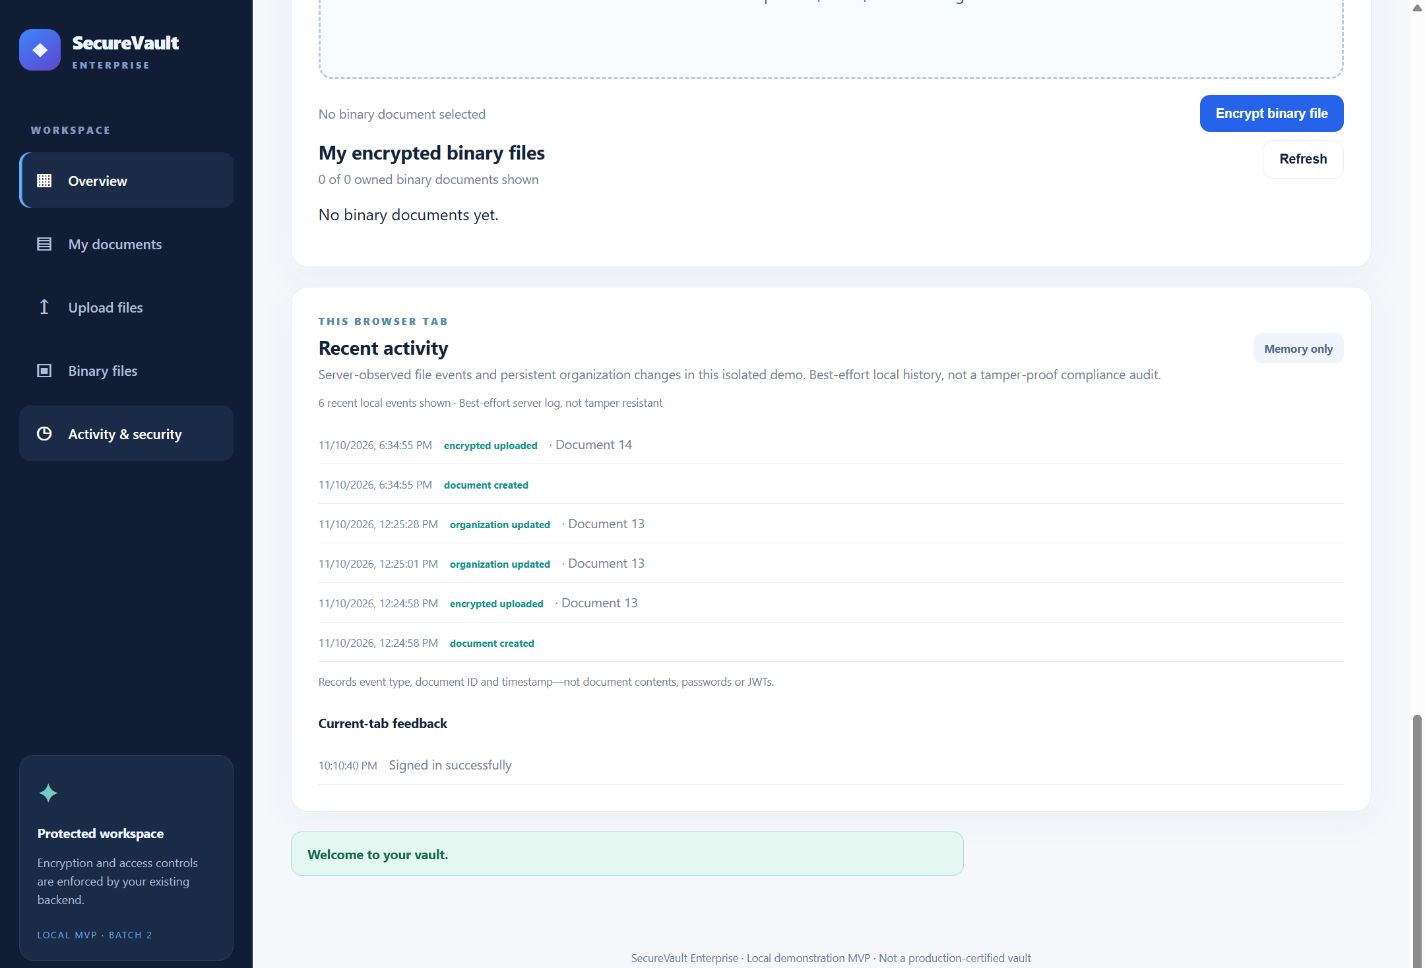 SecureVault
ENTERPRISE
WORKSPACE
Overview
My documents
Upload files
Binary files
Activity & security
Protected workspace
Encryption and access controls
are enforced by your existing
backend.
LOCAL MVP · BATCH 2
No binary document selected
Encrypt binary file
My encrypted binary files
Refresh
0 of 0 owned binary documents shown
No binary documents yet.
THIS BROWSER TAB
Recent activity
Memory only
Server-observed file events and persistent organization changes in this isolated demo. Best-effort local history, not a tamper-proof compliance audit.
6 recent local events shown · Best-effort server log, not tamper resistant
11/10/2026, 6:34:55 PM encrypted uploaded · Document 14
11/10/2026, 6:34:55 PM document created
11/10/2026, 12:25:28 PM organization updated · Document 13
11/10/2026, 12:25:01 PM organization updated · Document 13
11/10/2026, 12:24:58 PM encrypted uploaded · Document 13
11/10/2026, 12:24:58 PM document created
Records event type, document ID and timestamp—not document contents, passwords or JWTs.
Current-tab feedback
10:10:40 PM Signed in successfully
Welcome to your vault.
SecureVault Enterprise · Local demonstration MVP · Not a production-certified vault